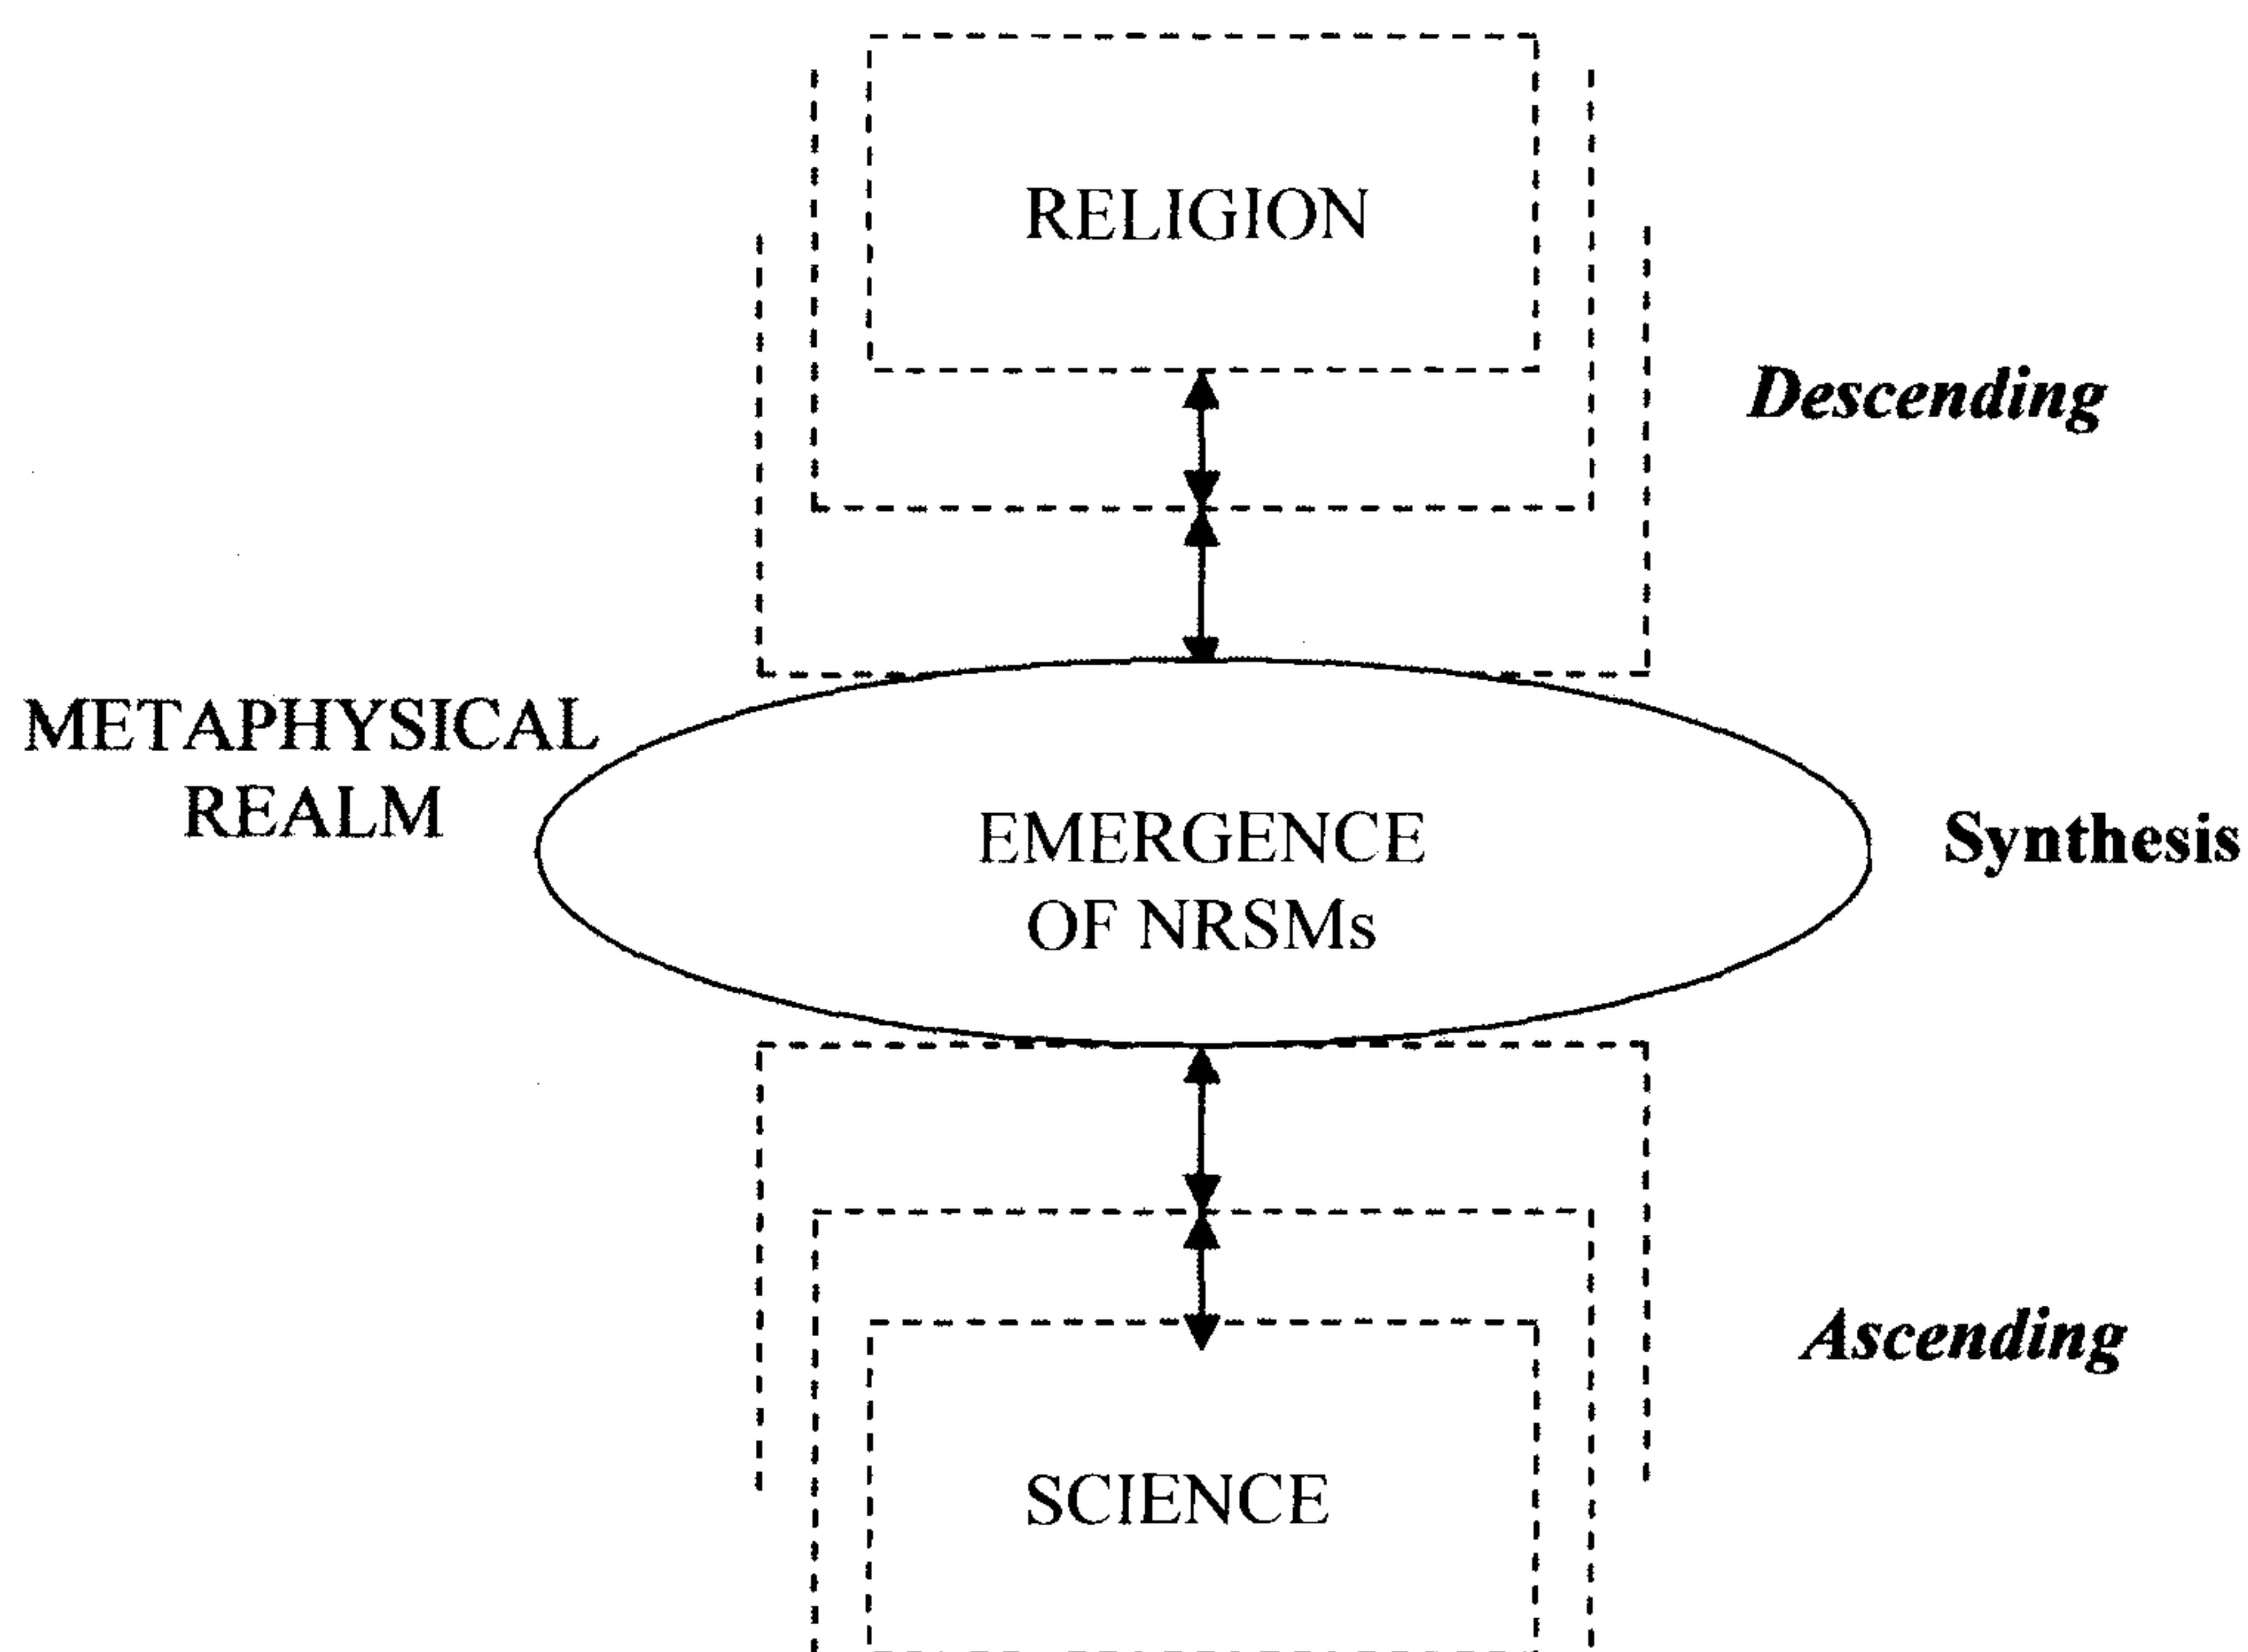 RELIGION
Descending
METAPHYSICAL
REALM
EMERGENCE
OF NRSMs
Synthesis
Ascending
SCIENCE